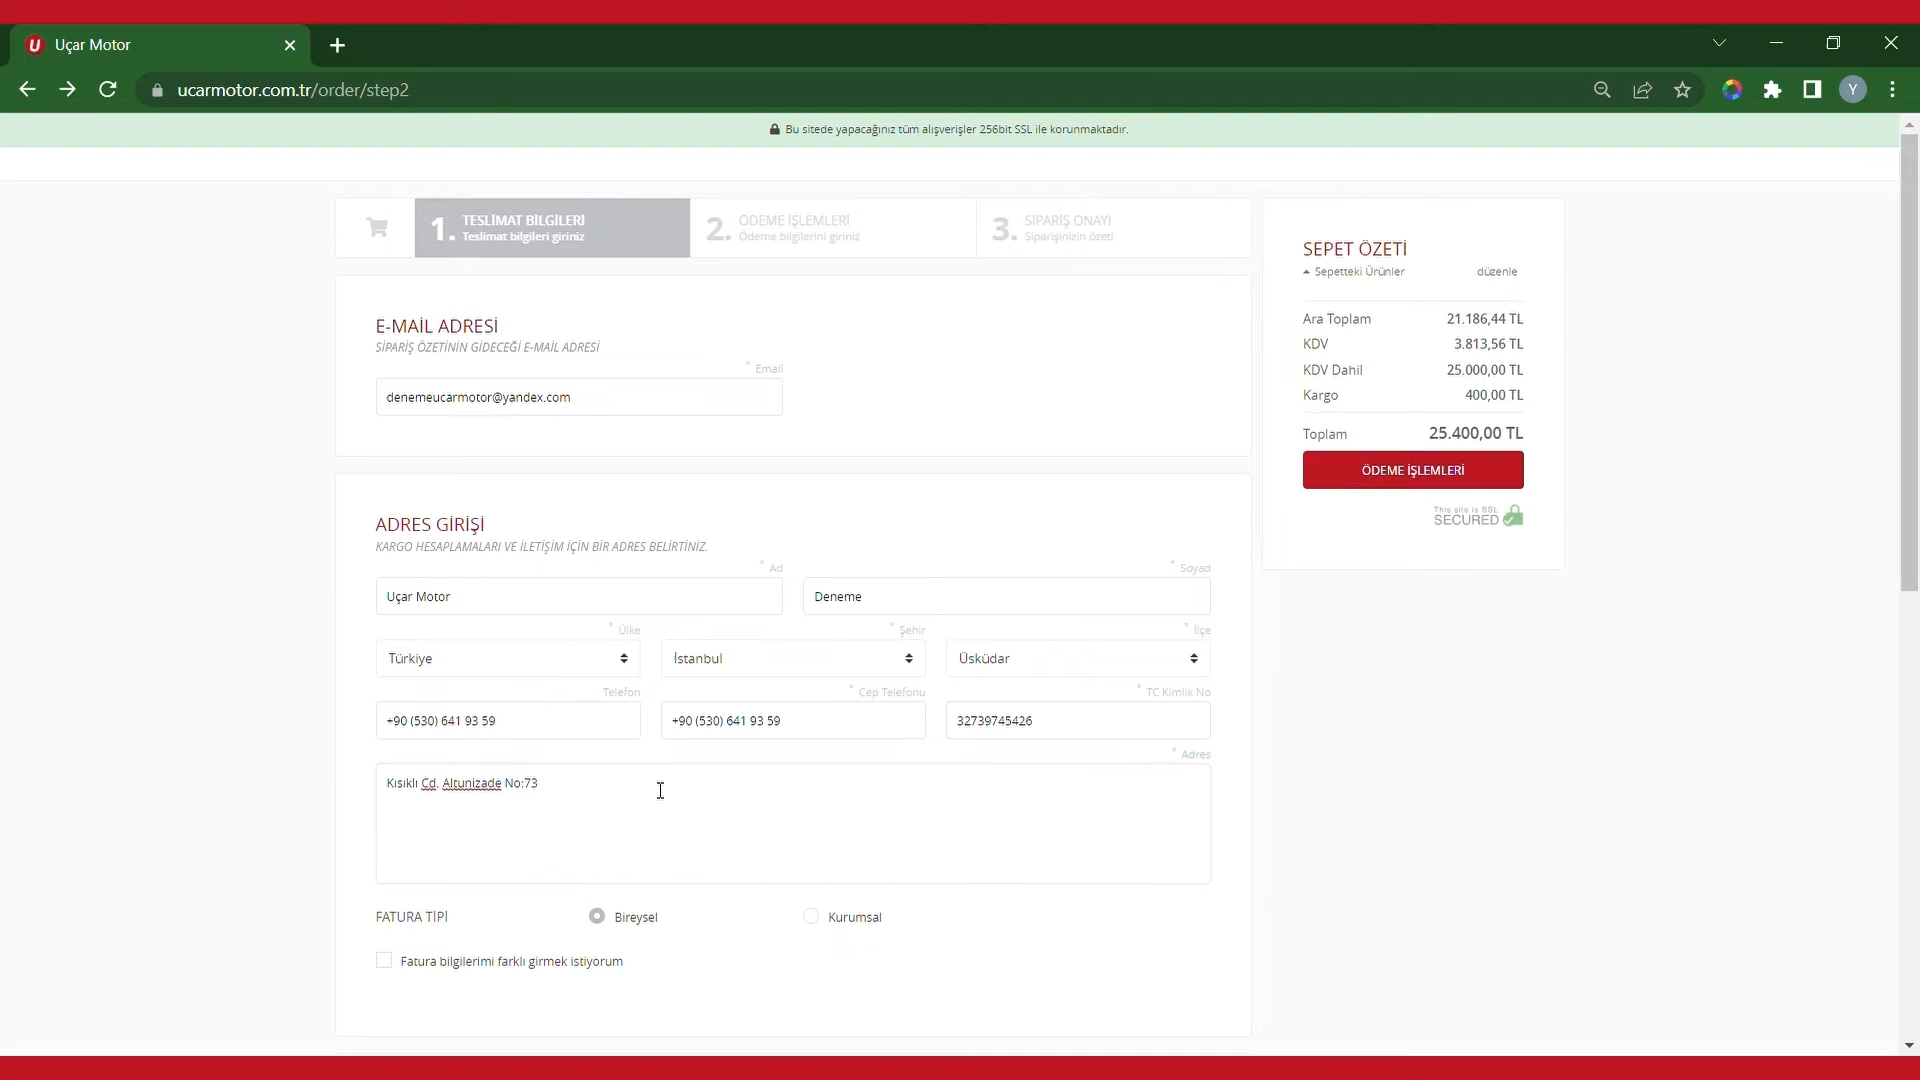 Uçar Motor
ucarmotor.com.tr/order/step2
Y
Bu sitede yapacağınız tüm alışverişler 256bit SSL ile korunmaktadır.
1. TESLİMAT BİLGİLERİ
Teslimat bilgileri giriniz
2. ÖDEME İŞLEMLERİ
Ödeme bilgilerini giriniz
3. SİPARİŞ ONAYI
Siparişinizin özeti
E-MAİL ADRESİ
SİPARİŞ ÖZETİNİN GİDECEĞİ E-MAİL ADRESİ
* Email
denemeucarmotor@yandex.com
ADRES GİRİŞİ
KARGO HESAPLAMALARI VE İLETİŞİM İÇİN BİR ADRES BELİRTİNİZ.
* Ad * Soyad
Uçar Motor Deneme
* Ülke * Şehir * İlçe
Türkiye İstanbul Üsküdar
Telefon * Cep Telefonu * TC Kimlik No
+90 (530) 641 93 59 +90 (530) 641 93 59 32739745426
* Adres
Kısıklı Cd. Altunizade No:73
FATURA TİPİ Bireysel Kurumsal
Fatura bilgilerimi farklı girmek istiyorum
SEPET ÖZETİ
Sepetteki Ürünler düzenle
Ara Toplam 21.186,44 TL
KDV 3.813,56 TL
KDV Dahil 25.000,00 TL
Kargo 400,00 TL
Toplam 25.400,00 TL
ÖDEME İŞLEMLERİ
This site is SSL
SECURED